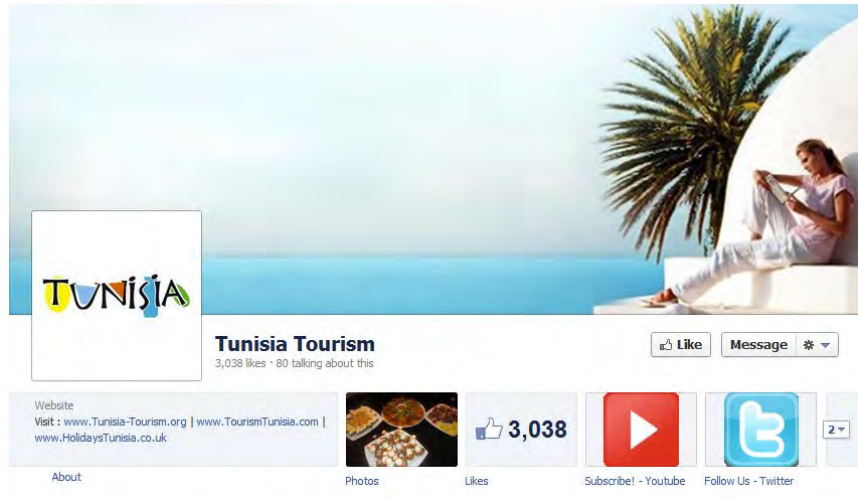 TUNISIA
Tunisia Tourism
3,038 likes · 80 talking about this
Like
Message
Website
Visit : www.Tunisia-Tourism.org | www.TourismTunisia.com |
www.HolidaysTunisia.co.uk
About
Photos
3,038
Likes
Subscribe! - Youtube
Follow Us - Twitter
2